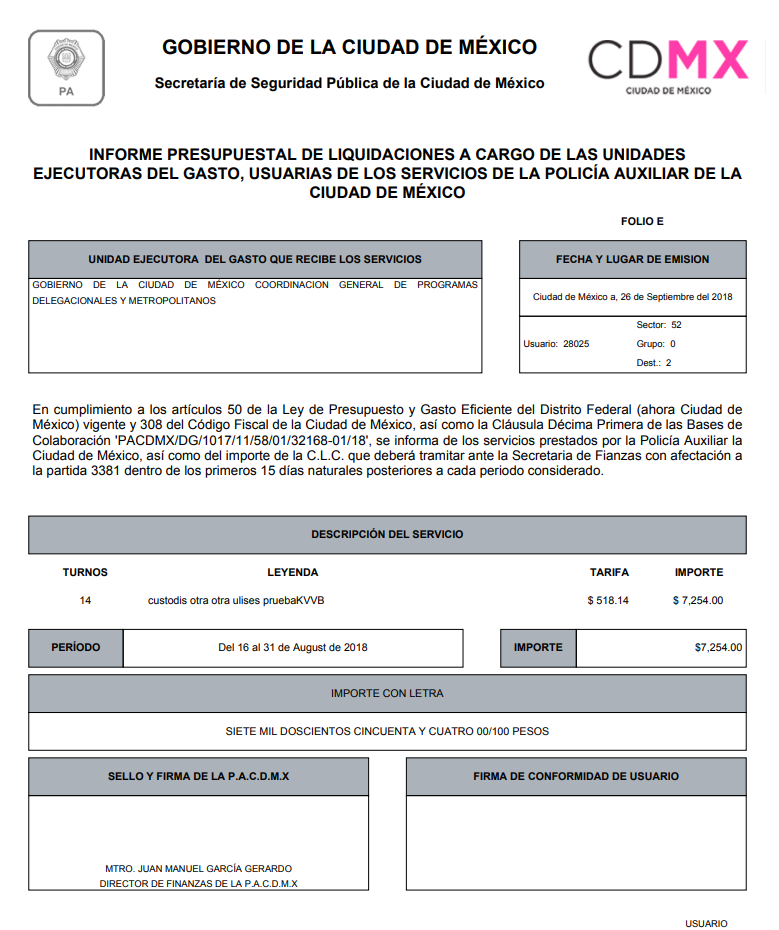 PA
GOBIERNO DE LA CIUDAD DE MÉXICO
Secretaría de Seguridad Pública de la Ciudad de México
CDMX
CIUDAD DE MÉXICO
INFORME PRESUPUESTAL DE LIQUIDACIONES A CARGO DE LAS UNIDADES
EJECUTORAS DEL GASTO, USUARIAS DE LOS SERVICIOS DE LA POLICÍA AUXILIAR DE LA
CIUDAD DE MÉXICO
FOLIO E
UNIDAD EJECUTORA DEL GASTO QUE RECIBE LOS SERVICIOS
GOBIERNO DE LA CIUDAD DE MÉXICO COORDINACION GENERAL DE PROGRAMAS
DELEGACIONALES Y METROPOLITANOS
FECHA Y LUGAR DE EMISION
Ciudad de México a, 26 de Septiembre del 2018
Sector: 52
Usuario: 28025 Grupo: 0
Dest.: 2
En cumplimiento a los artículos 50 de la Ley de Presupuesto y Gasto Eficiente del Distrito Federal (ahora Ciudad de
México) vigente y 308 del Código Fiscal de la Ciudad de México, así como la Cláusula Décima Primera de las Bases de
Colaboración 'PACDMX/DG/1017/11/58/01/32168-01/18', se informa de los servicios prestados por la Policía Auxiliar la
Ciudad de México, así como del importe de la C.L.C. que deberá tramitar ante la Secretaria de Fianzas con afectación a
la partida 3381 dentro de los primeros 15 días naturales posteriores a cada periodo considerado.
DESCRIPCIÓN DEL SERVICIO
TURNOS LEYENDA TARIFA IMPORTE
14 custodis otra otra ulises pruebaKVVB $ 518.14 $ 7,254.00
PERÍODO Del 16 al 31 de August de 2018 IMPORTE $7,254.00
IMPORTE CON LETRA
SIETE MIL DOSCIENTOS CINCUENTA Y CUATRO 00/100 PESOS
SELLO Y FIRMA DE LA P.A.C.D.M.X FIRMA DE CONFORMIDAD DE USUARIO
MTRO. JUAN MANUEL GARCÍA GERARDO
DIRECTOR DE FINANZAS DE LA P.A.C.D.M.X
USUARIO